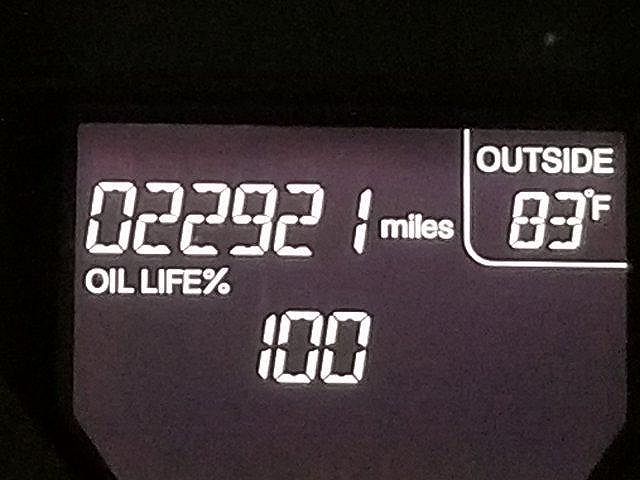 OUTSIDE
022921 miles 83°F
OIL LIFE%
100